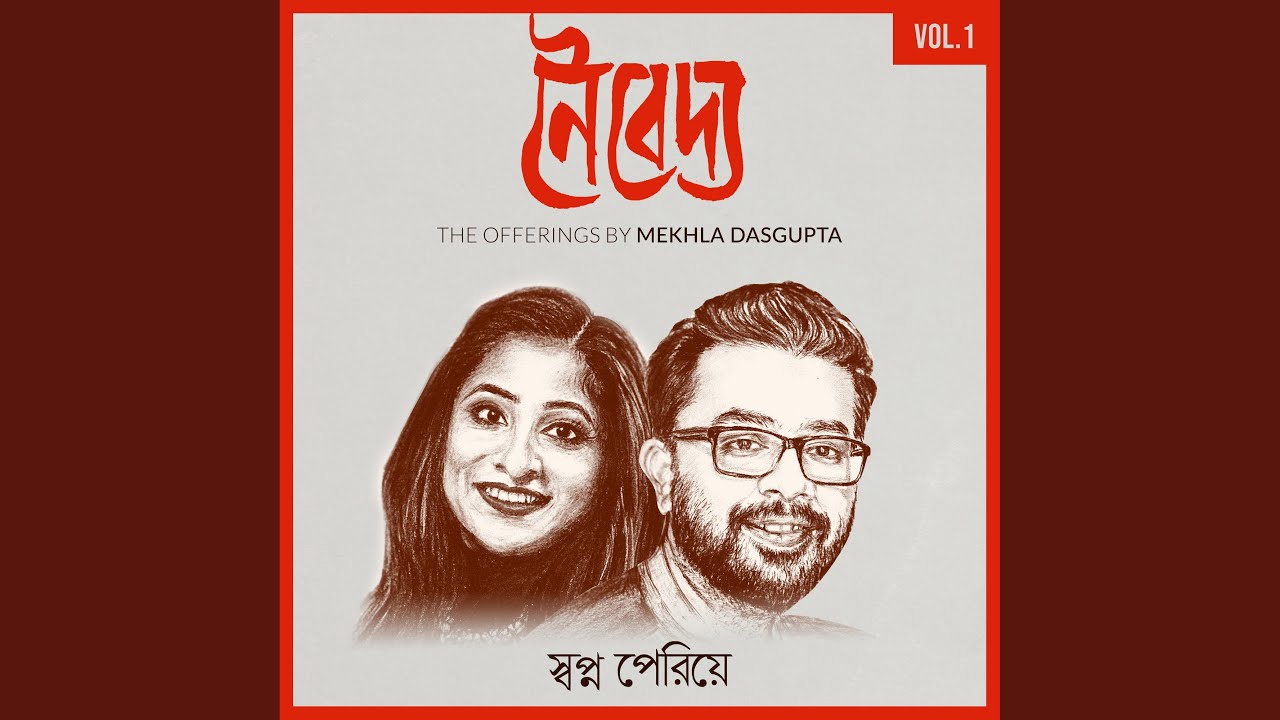 VOL.1
নৈবেদ্য
THE OFFERINGS BY MEKHLA DASGUPTA
স্বপ্ন পেরিয়ে